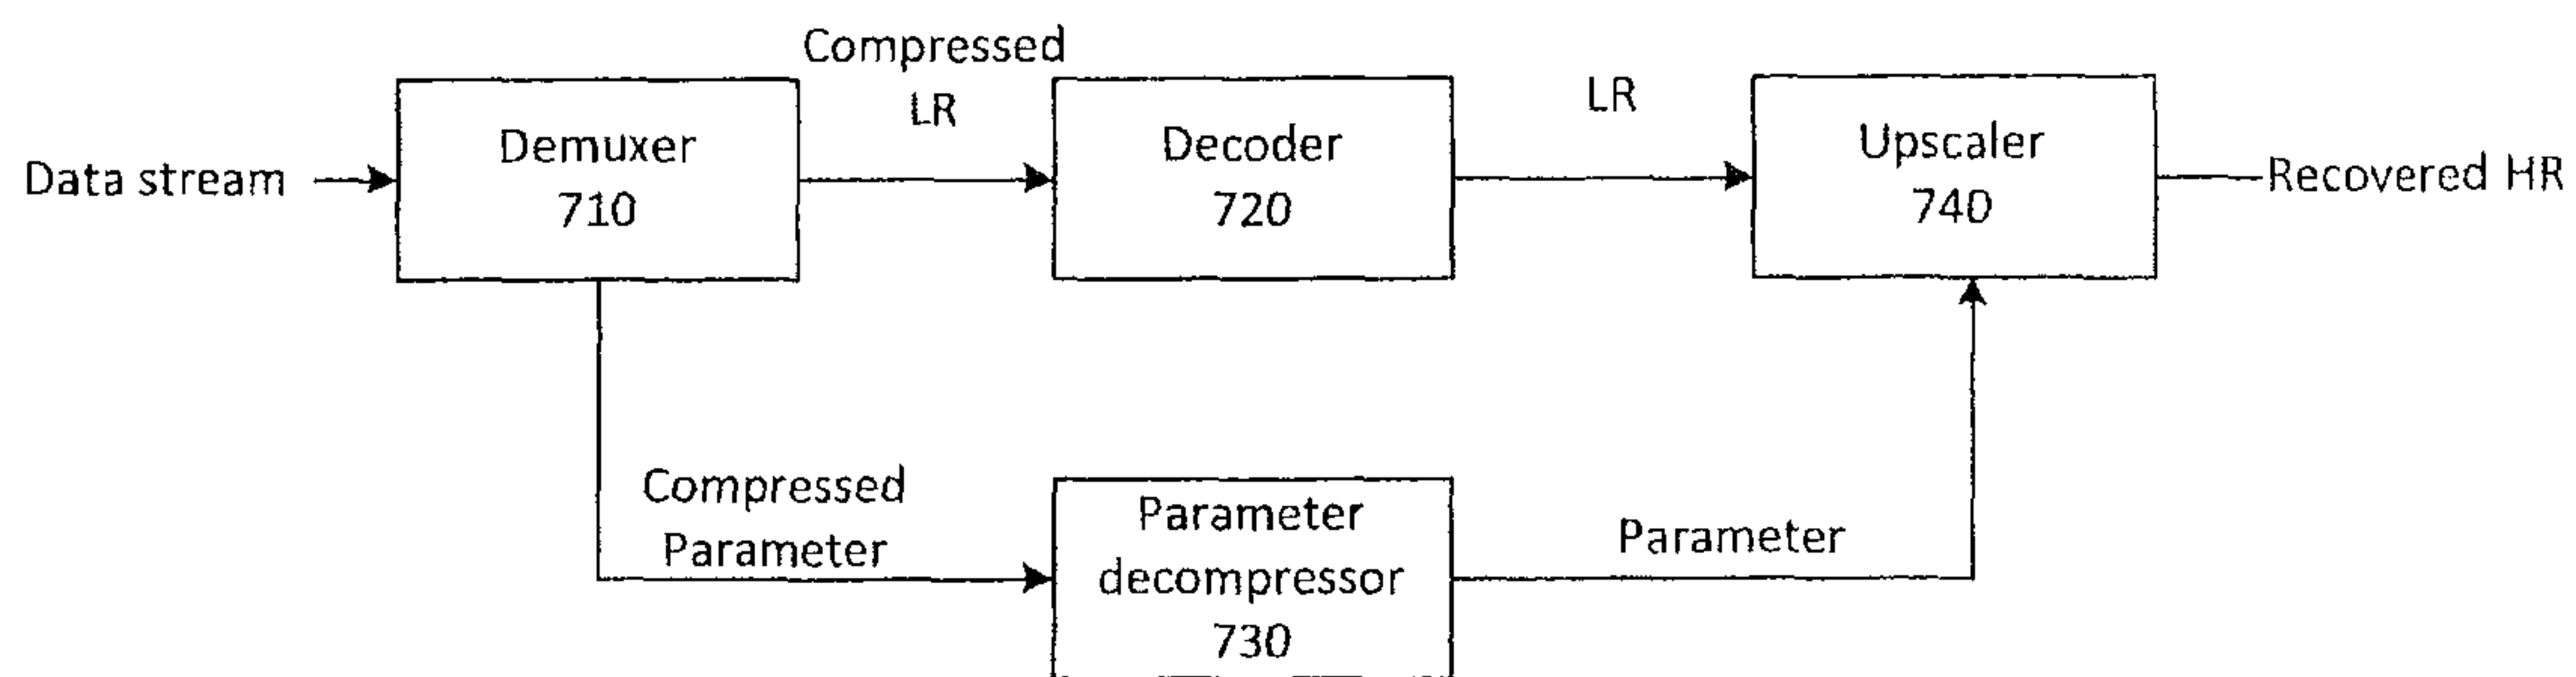 Data stream
Demuxer
710
Compressed
LR
Decoder
720
LR
Upscaler
740
Recovered HR
Compressed
Parameter
Parameter
decompressor
730
Parameter